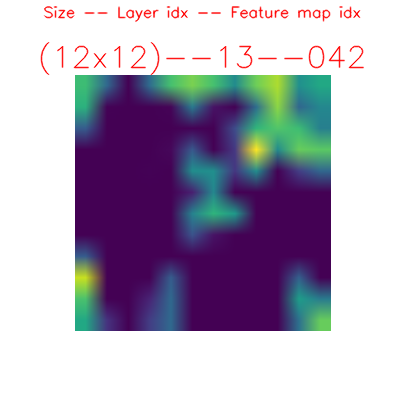 Size -- Layer idx -- Feature map idx
(12x12)--13--042